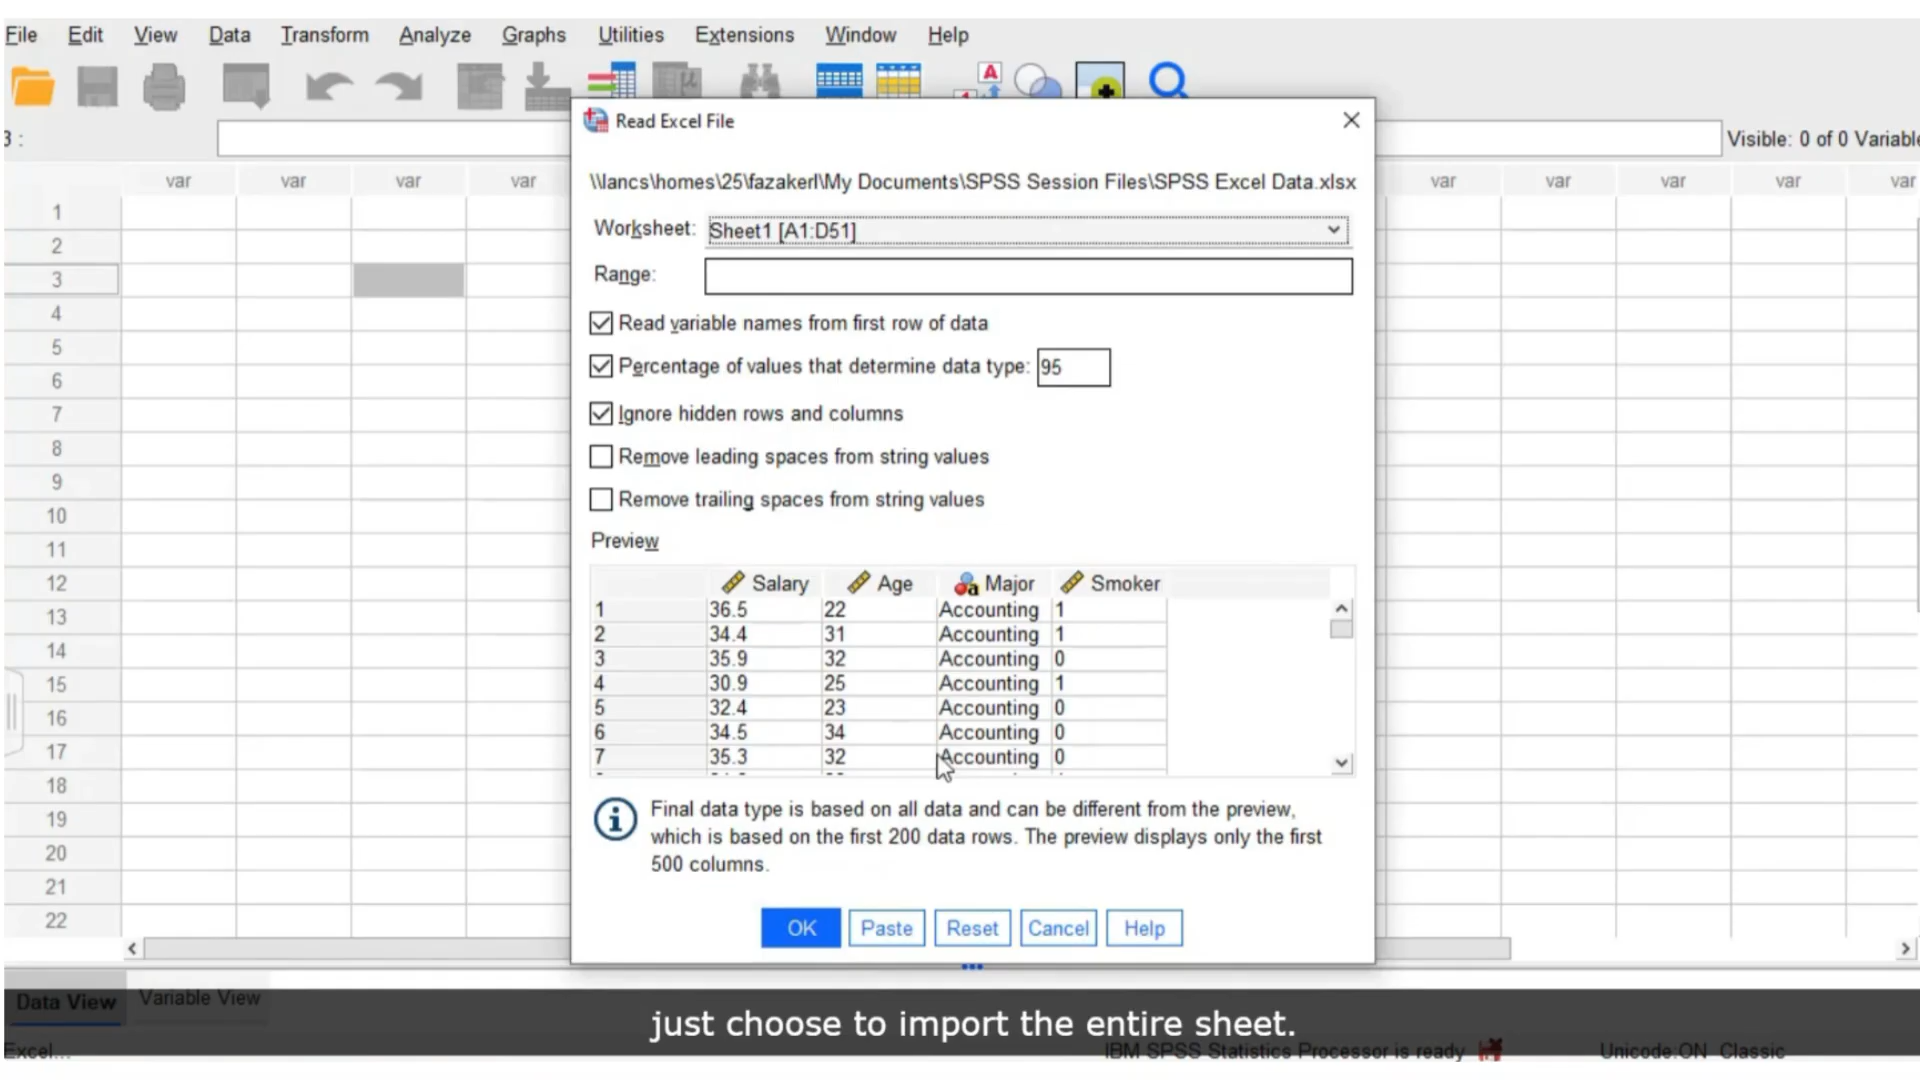 File Edit View Data Transform Analyze Graphs Utilities Extensions Window Help
A
Read Excel File
3 :
Visible: 0 of 0 Variable
\\lancs\homes\25\fazakerl\My Documents\SPSS Session Files\SPSS Excel Data.xlsx
var var var var var var var var var
Worksheet: Sheet1 [A1:D51]
Range:
Read variable names from first row of data
Percentage of values that determine data type: 95
Ignore hidden rows and columns
Remove leading spaces from string values
Remove trailing spaces from string values
Preview
Salary Age Major Smoker
1 36.5 22 Accounting 1
2 34.4 31 Accounting 1
3 35.9 32 Accounting 0
4 30.9 25 Accounting 1
5 32.4 23 Accounting 0
6 34.5 34 Accounting 0
7 35.3 32 Accounting 0
Final data type is based on all data and can be different from the preview,
which is based on the first 200 data rows. The preview displays only the first
500 columns.
OK Paste Reset Cancel Help
1
2
3
4
5
6
7
8
9
10
11
12
13
14
15
16
17
18
19
20
21
22
Data View Variable View
just choose to import the entire sheet.
Excel...
IBM SPSS Statistics Processor is ready Unicode:ON Classic